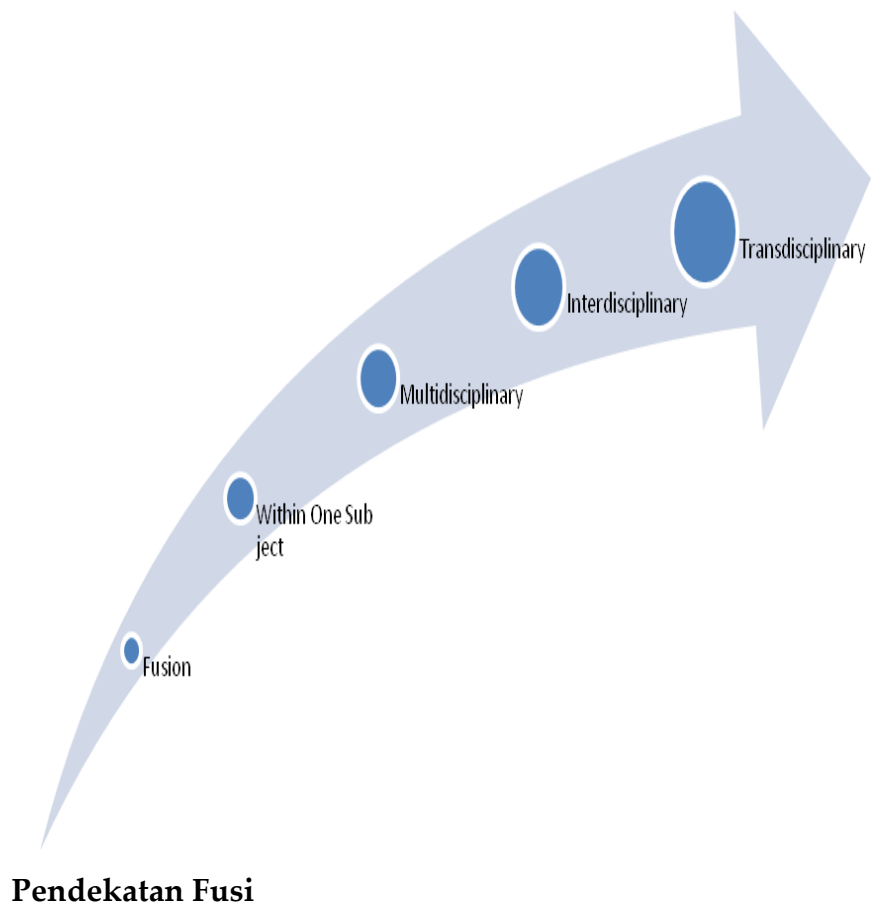 Transdisciplinary
Interdisciplinary
Multidisciplinary
Within One Sub
ject
Fusion
Pendekatan Fusi